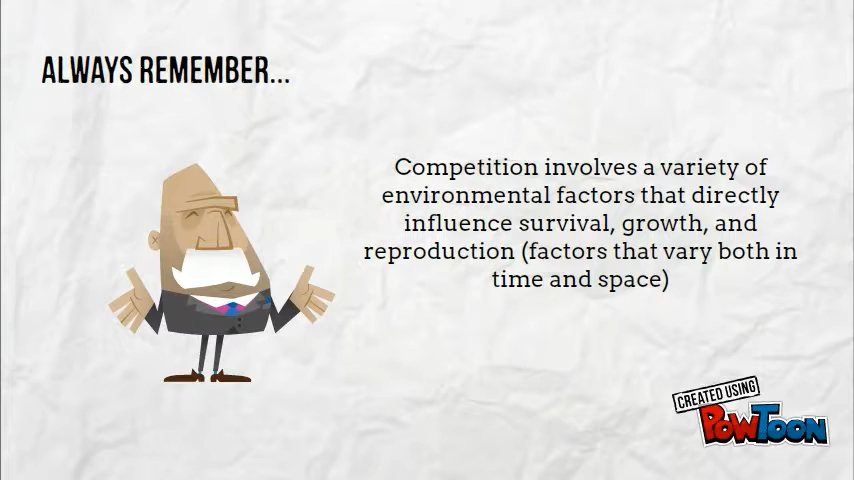 ALWAYS REMEMBER...
Competition involves a variety of
environmental factors that directly
influence survival, growth, and
reproduction (factors that vary both in
time and space)
CREATED USING
POWTOON